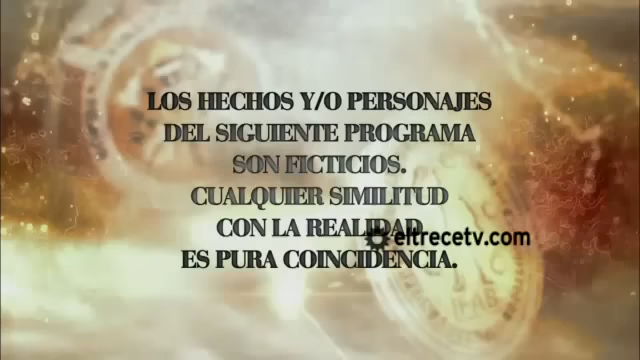 LOS HECHOS Y/O PERSONAJES
DEL SIGUIENTE PROGRAMA
SON FICTICIOS.
CUALQUIER SIMILITUD
CON LA REALIDAD
eltrecetv.com
ES PURA COINCIDENCIA.